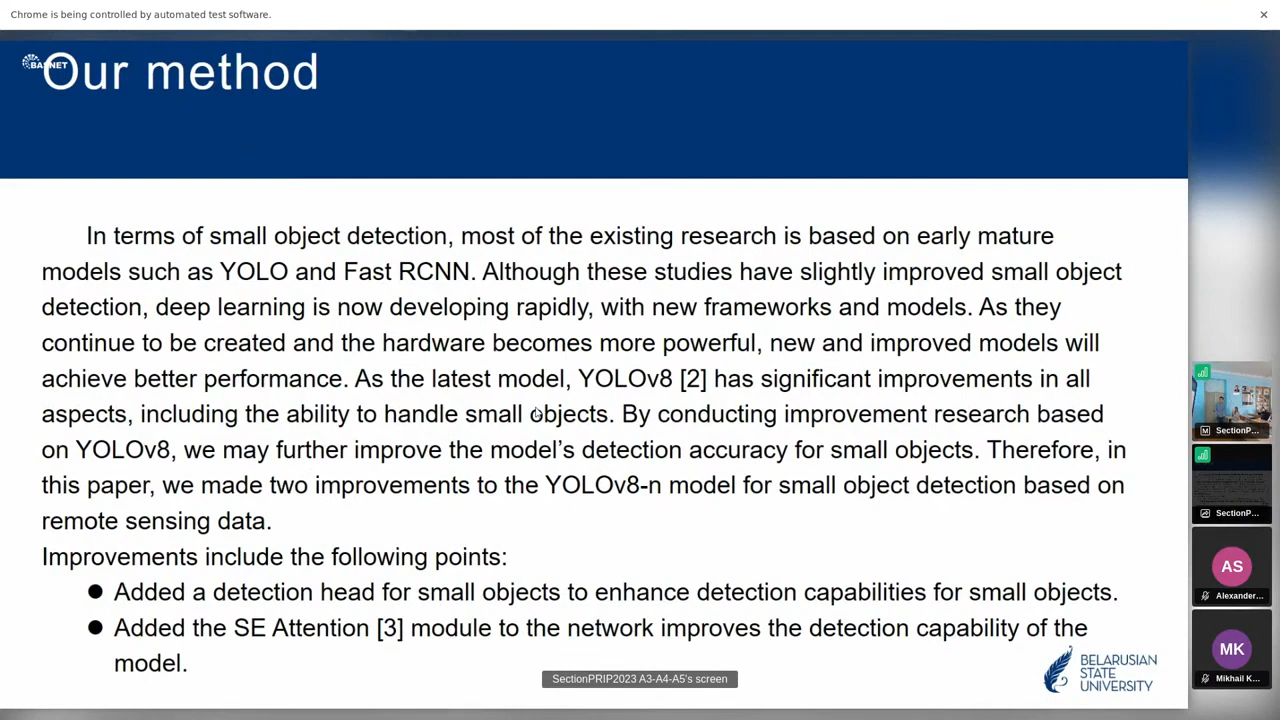 Chrome is being controlled by automated test software.
BASNET
Our method
In terms of small object detection, most of the existing research is based on early mature
models such as YOLO and Fast RCNN. Although these studies have slightly improved small object
detection, deep learning is now developing rapidly, with new frameworks and models. As they
continue to be created and the hardware becomes more powerful, new and improved models will
achieve better performance. As the latest model, YOLOv8 [2] has significant improvements in all
aspects, including the ability to handle small objects. By conducting improvement research based
on YOLOv8, we may further improve the model’s detection accuracy for small objects. Therefore, in
this paper, we made two improvements to the YOLOv8-n model for small object detection based on
remote sensing data.
Improvements include the following points:
● Added a detection head for small objects to enhance detection capabilities for small objects.
● Added the SE Attention [3] module to the network improves the detection capability of the
model.
BELARUSIAN
STATE
UNIVERSITY
SectionPRIP2023 A3-A4-A5's screen
M SectionP...
SectionP...
AS
Alexander...
MK
Mikhail K...